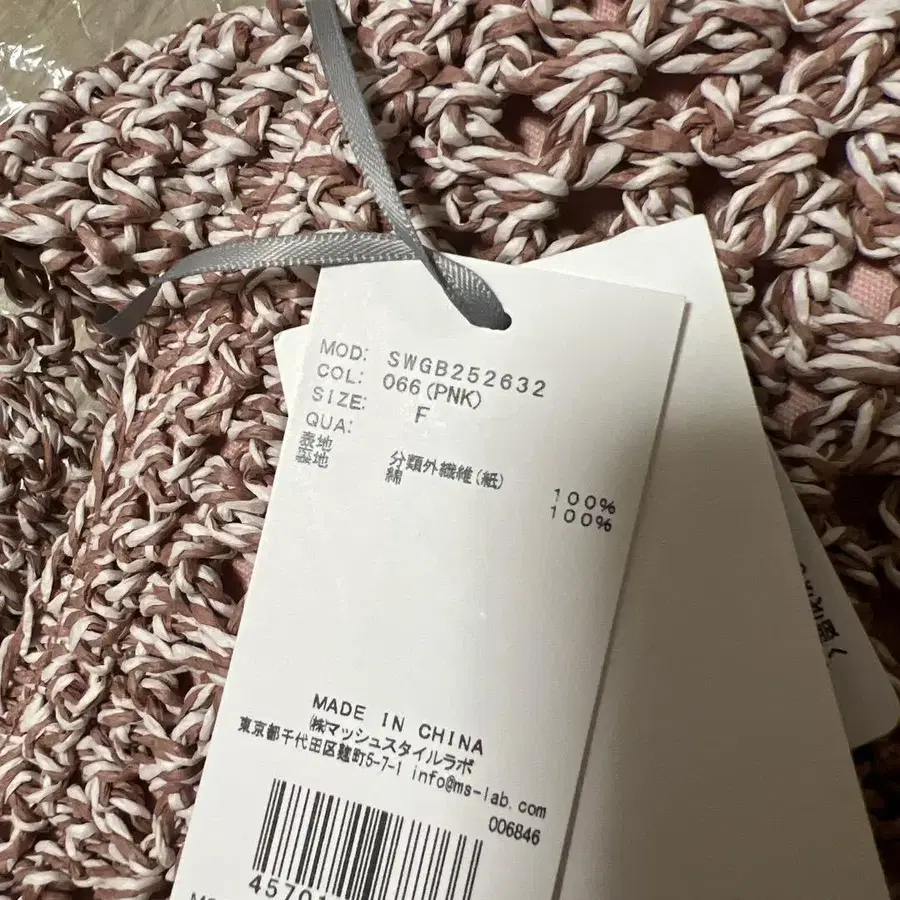 MOD: SWGB252632
COL: 066(PNK)
SIZE: F
QUA:
表地 分類外繊維(紙) 100%
裏地 綿 100%
MADE IN CHINA
㈱マッシュスタイルラボ
東京都千代田区麹町5-7-1 info@ms-lab.com
006846
4570